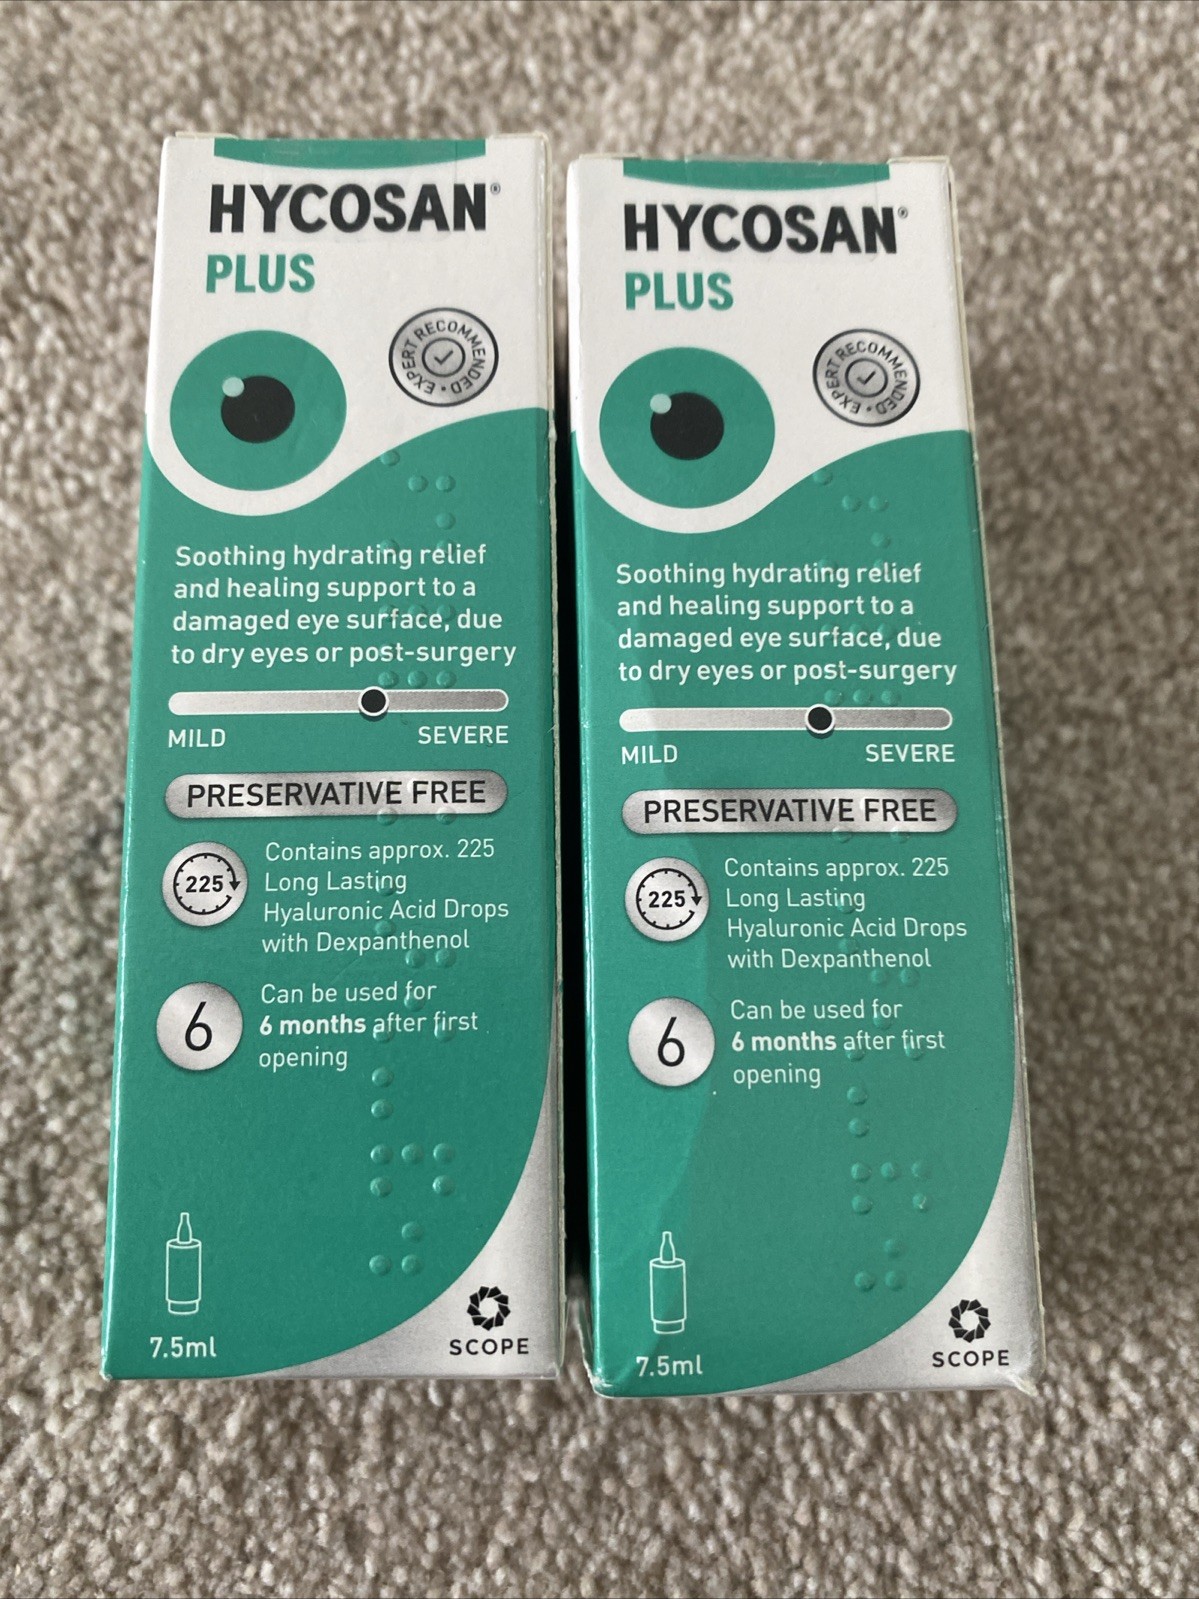 HYCOSAN®
PLUS
EXPERT RECOMMENDED •
Soothing hydrating relief
and healing support to a
damaged eye surface, due
to dry eyes or post-surgery
MILD SEVERE
PRESERVATIVE FREE
225
Contains approx. 225
Long Lasting
Hyaluronic Acid Drops
with Dexpanthenol
6
Can be used for
6 months after first
opening
7.5ml
SCOPE
HYCOSAN®
PLUS
EXPERT RECOMMENDED •
Soothing hydrating relief
and healing support to a
damaged eye surface, due
to dry eyes or post-surgery
MILD SEVERE
PRESERVATIVE FREE
225
Contains approx. 225
Long Lasting
Hyaluronic Acid Drops
with Dexpanthenol
6
Can be used for
6 months after first
opening
7.5ml
SCOPE